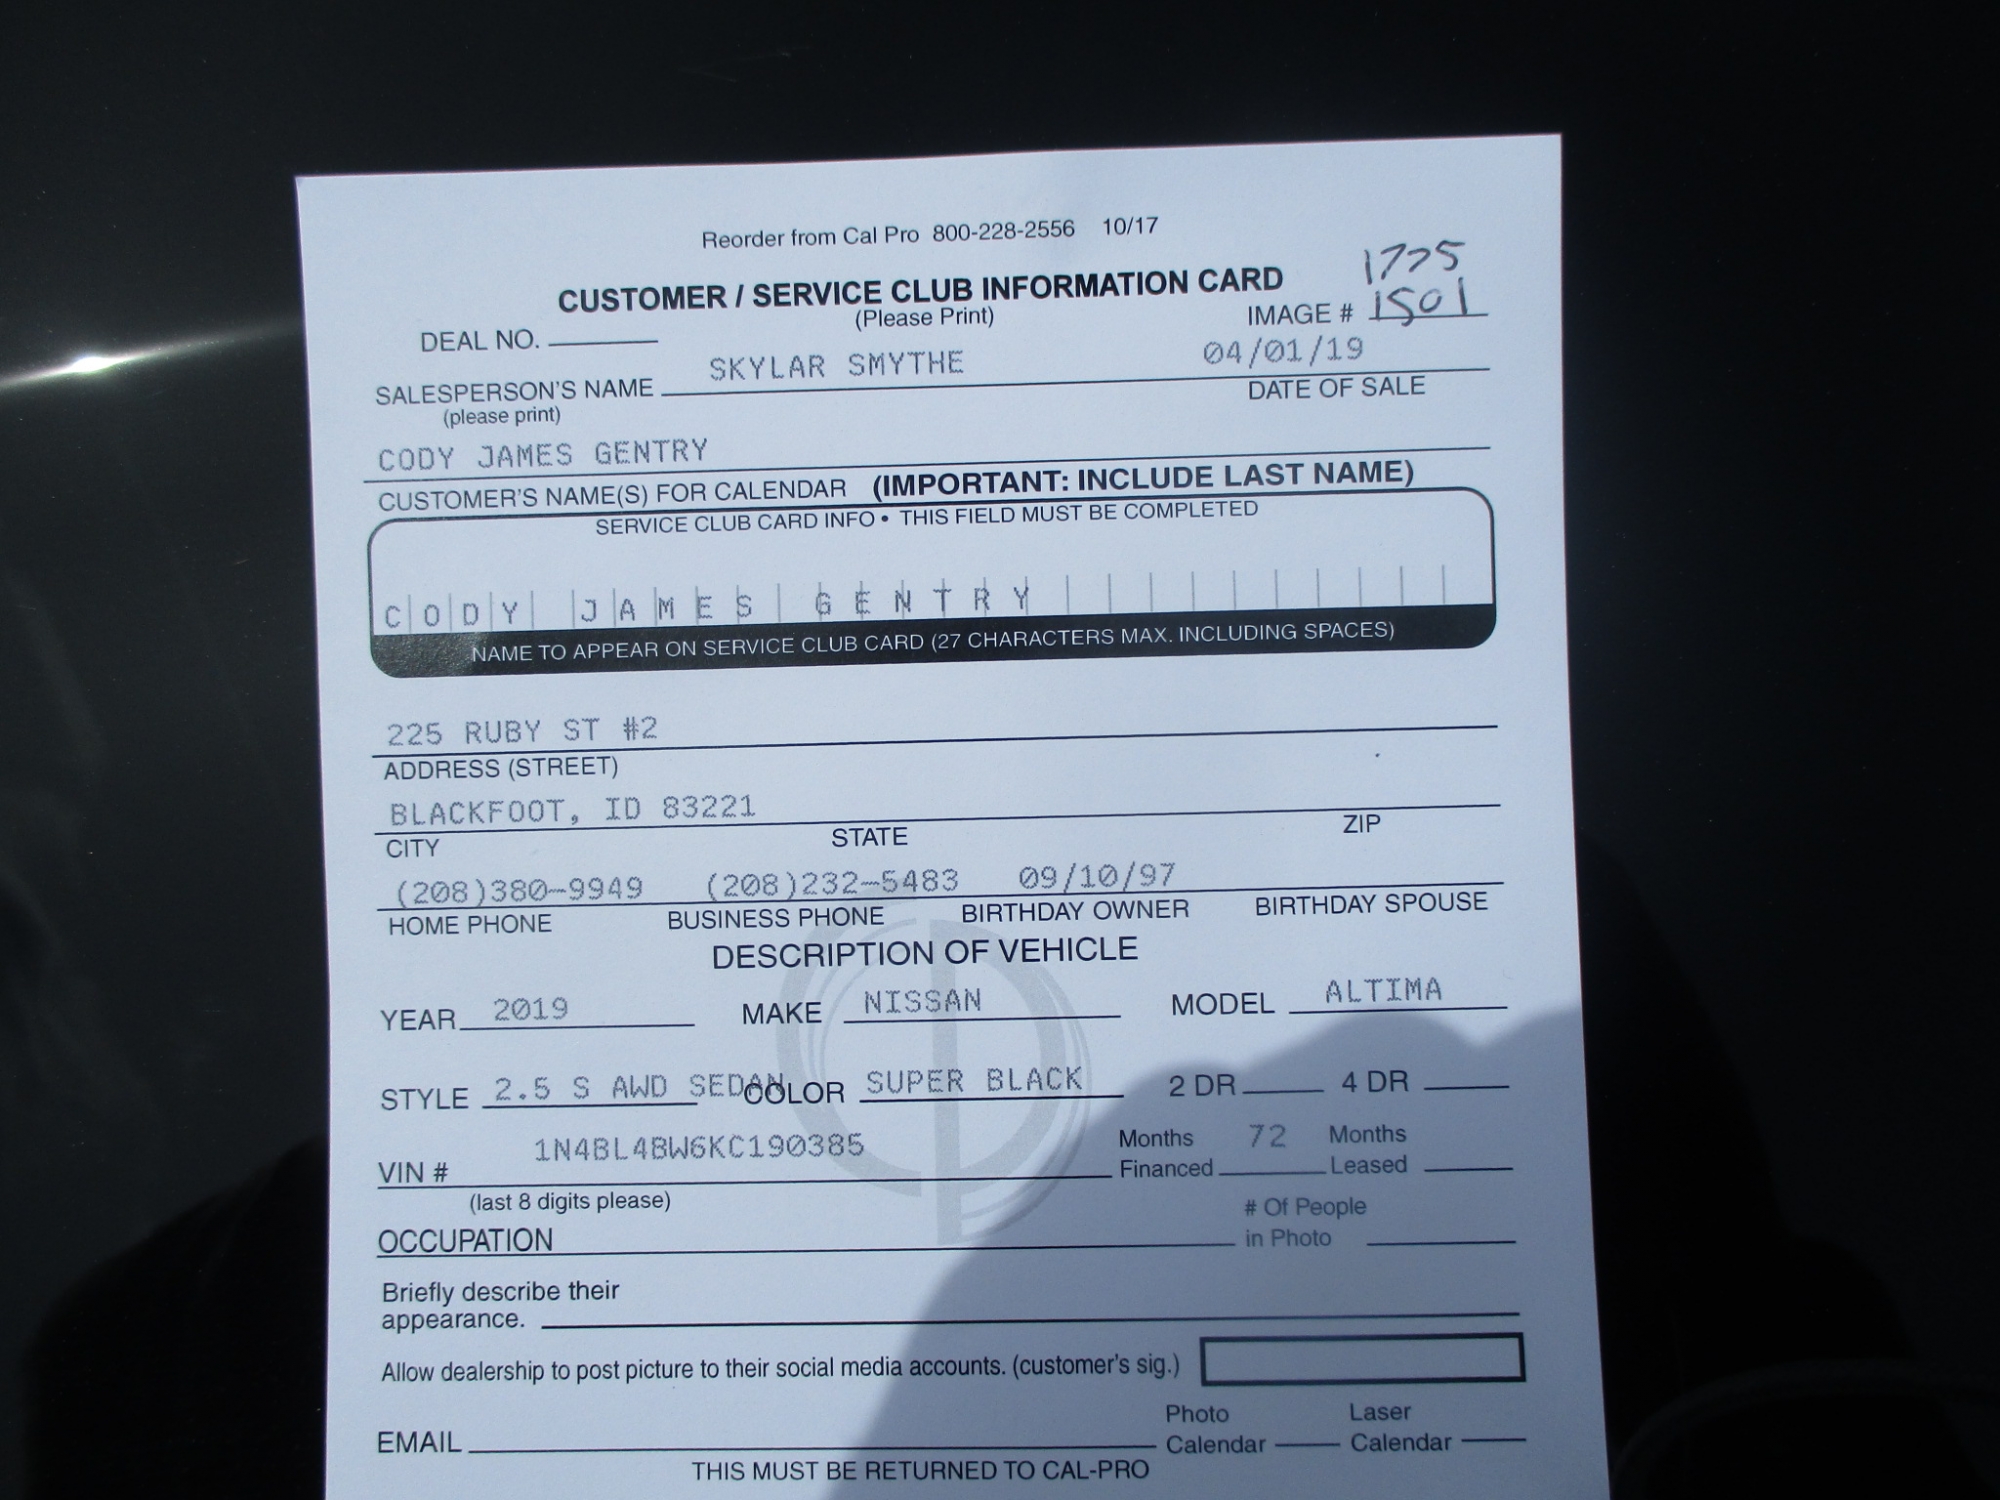 Reorder from Cal Pro 800-228-2556 10/17
1775
CUSTOMER / SERVICE CLUB INFORMATION CARD
(Please Print)
IMAGE # 1501
DEAL NO.
SKYLAR SMYTHE 04/01/19
SALESPERSON'S NAME DATE OF SALE
(please print)
CODY JAMES GENTRY
CUSTOMER'S NAME(S) FOR CALENDAR (IMPORTANT: INCLUDE LAST NAME)
SERVICE CLUB CARD INFO • THIS FIELD MUST BE COMPLETED
CODY JAMES GENTRY
NAME TO APPEAR ON SERVICE CLUB CARD (27 CHARACTERS MAX. INCLUDING SPACES)
225 RUBY ST #2
ADDRESS (STREET)
BLACKFOOT, ID 83221
CITY STATE ZIP
(208)380-9949 (208)232-5483 09/10/97
HOME PHONE BUSINESS PHONE BIRTHDAY OWNER BIRTHDAY SPOUSE
DESCRIPTION OF VEHICLE
YEAR 2019 MAKE NISSAN MODEL ALTIMA
STYLE 2.5 S AWD SEDAN COLOR SUPER BLACK 2 DR 4 DR
1N4BL4BW6KC190385 Months 72 Months
VIN # Financed Leased
(last 8 digits please)
# Of People
OCCUPATION in Photo
Briefly describe their
appearance.
Allow dealership to post picture to their social media accounts. (customer's sig.)
Photo Laser
EMAIL Calendar Calendar
THIS MUST BE RETURNED TO CAL-PRO